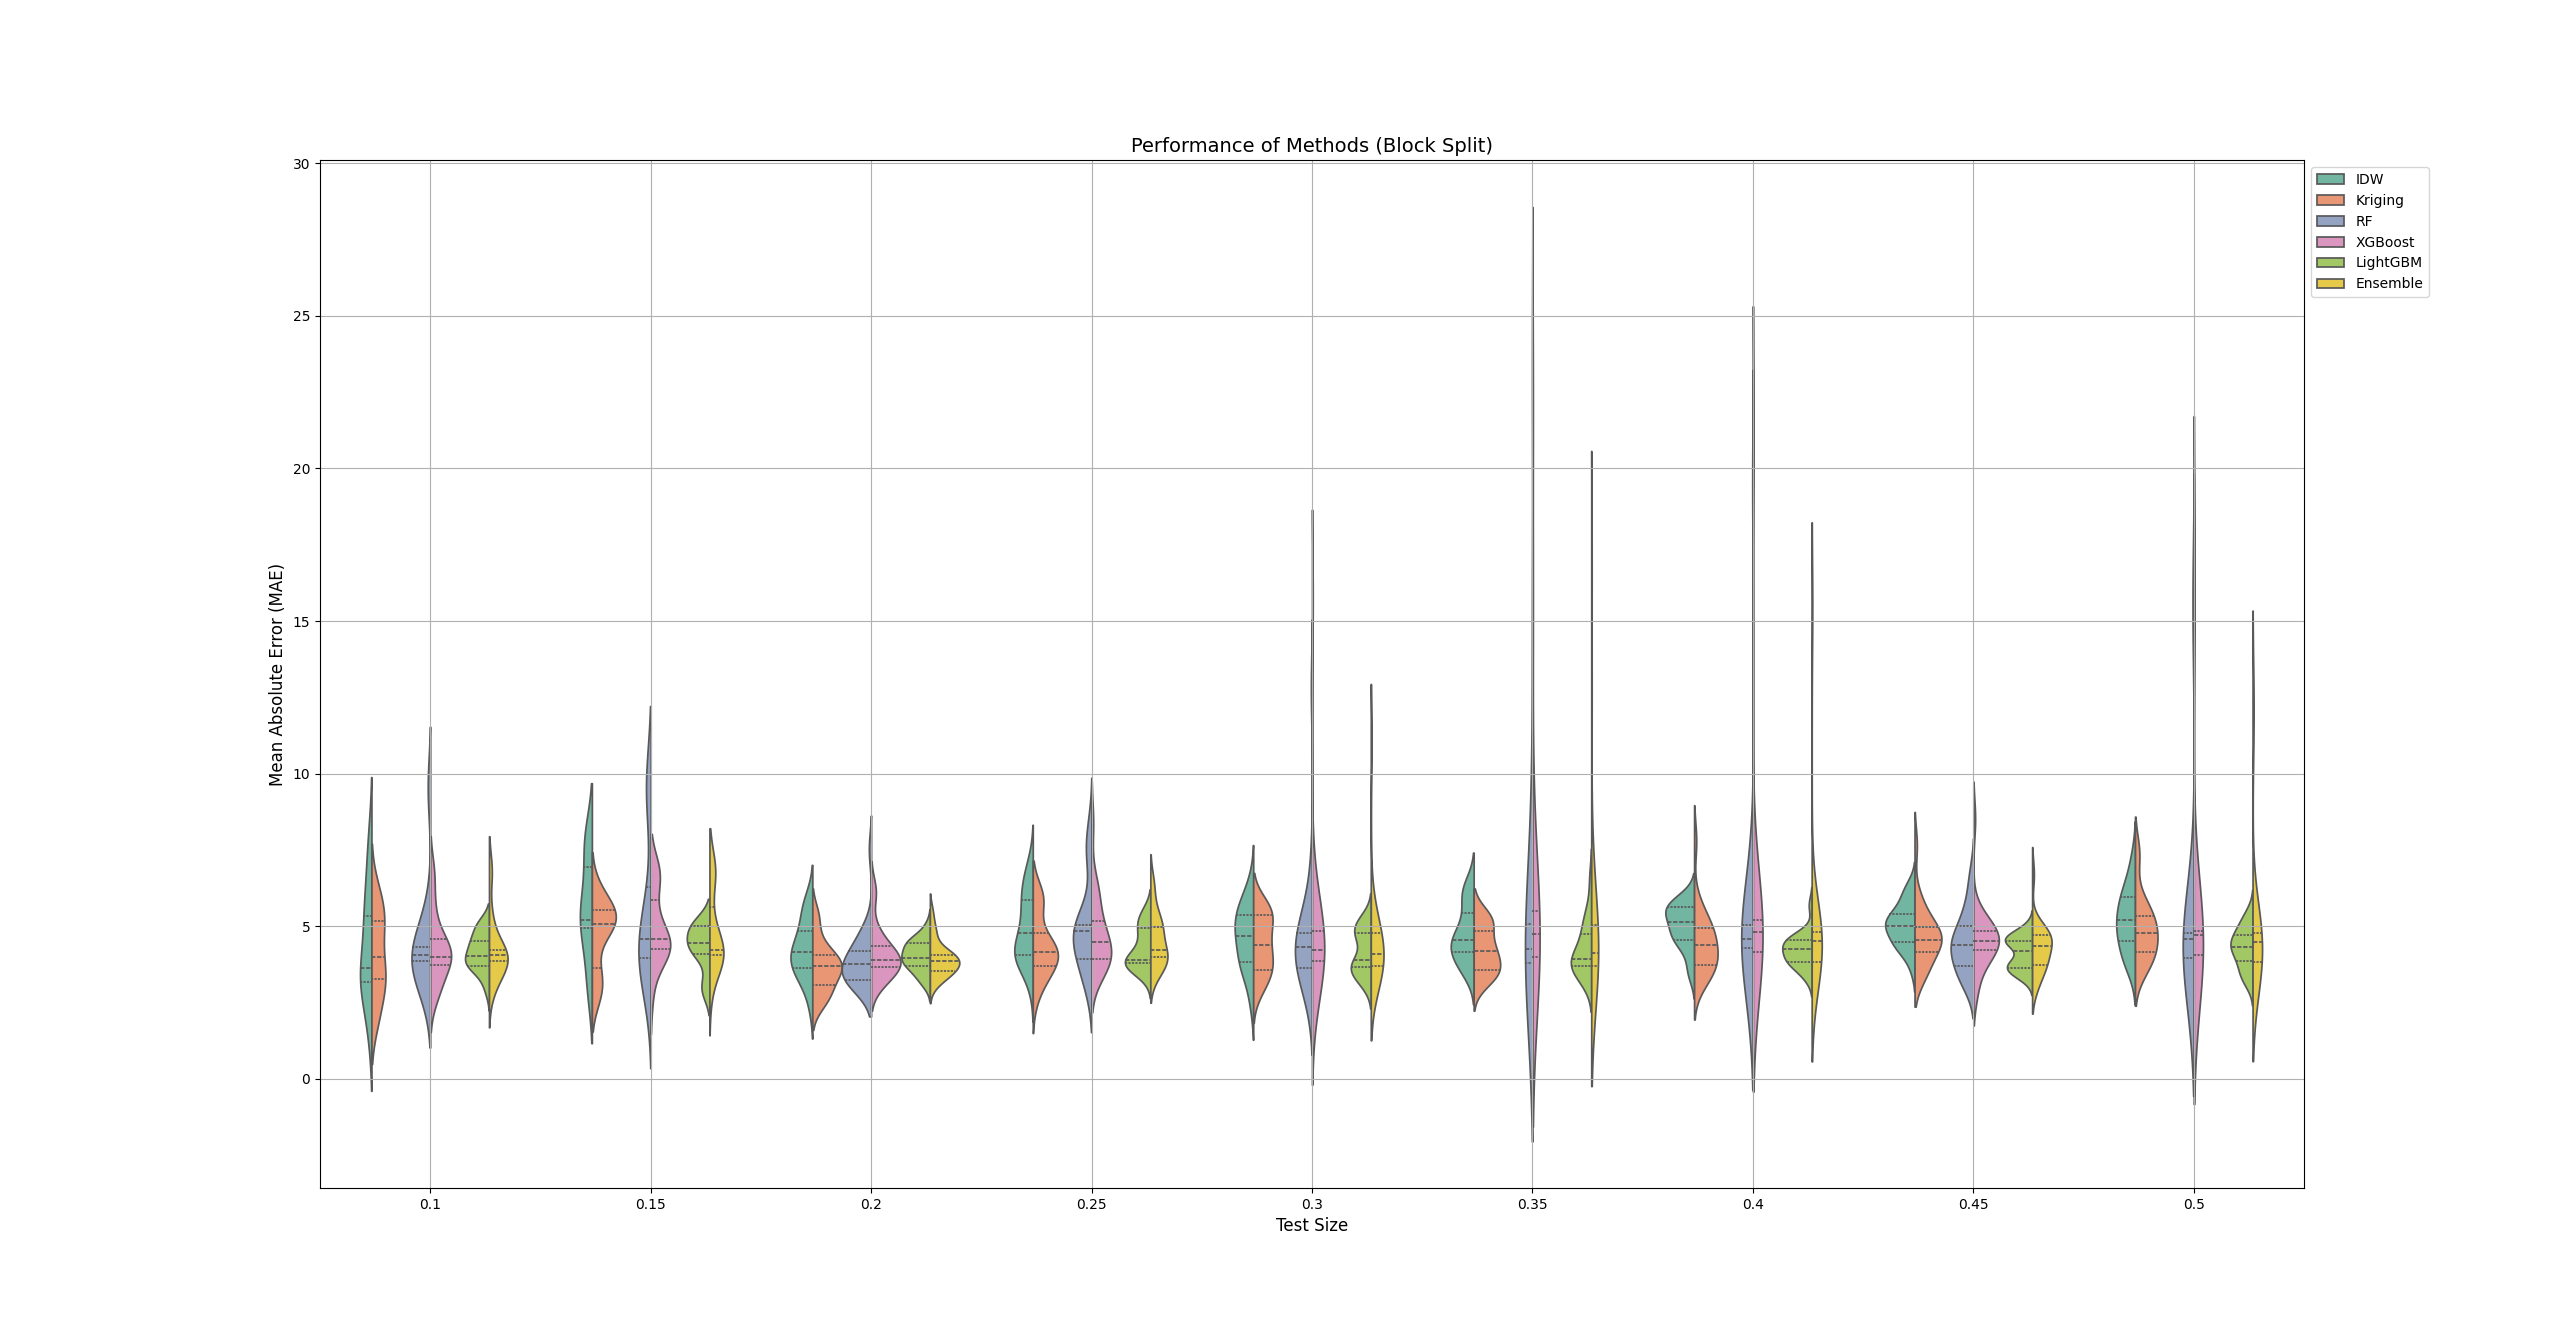 Performance of Methods (Block Split)
Mean Absolute Error (MAE)
30
25
20
15
10
5
0
0.1
0.15
0.2
0.25
0.3
0.35
0.4
0.45
0.5
Test Size
IDW
Kriging
RF
XGBoost
LightGBM
Ensemble